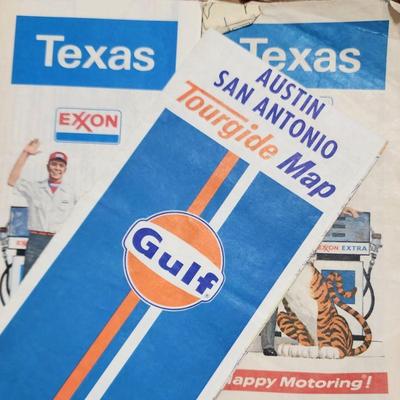 Texas
EXXON
AUSTIN
SAN ANTONIO
Tourgide Map
Gulf
Texas
EXXON EXTRA
Happy Motoring!